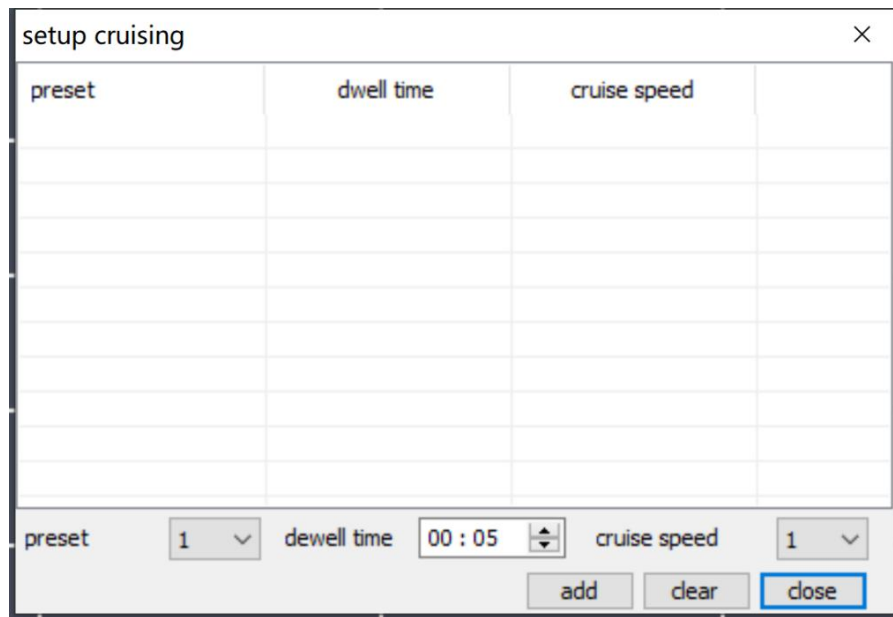 setup cruising
preset dwell time cruise speed
preset 1 dewell time 00 : 05 cruise speed 1
add clear close